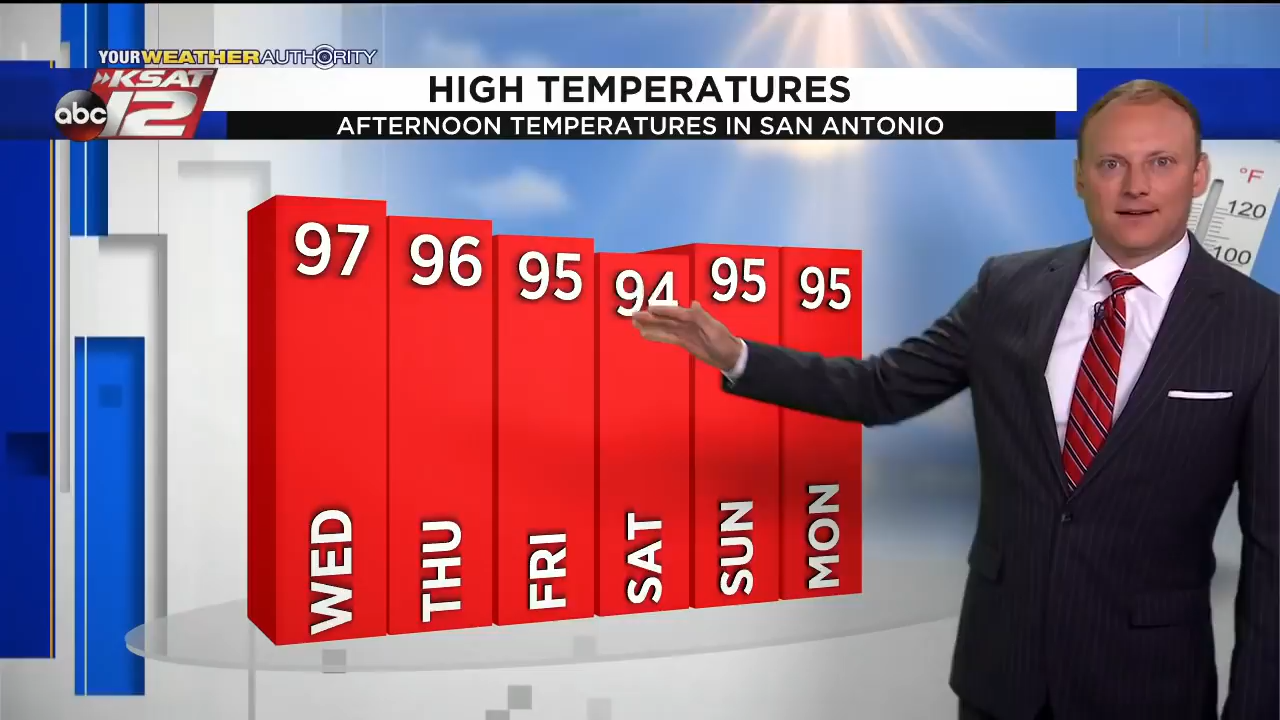 YOURWEATHERAUTHORITY
KSAT
abc
12
HIGH TEMPERATURES
AFTERNOON TEMPERATURES IN SAN ANTONIO
97
96
95
94
95
95
WED
THU
FRI
SAT
SUN
MON
°F
120
100